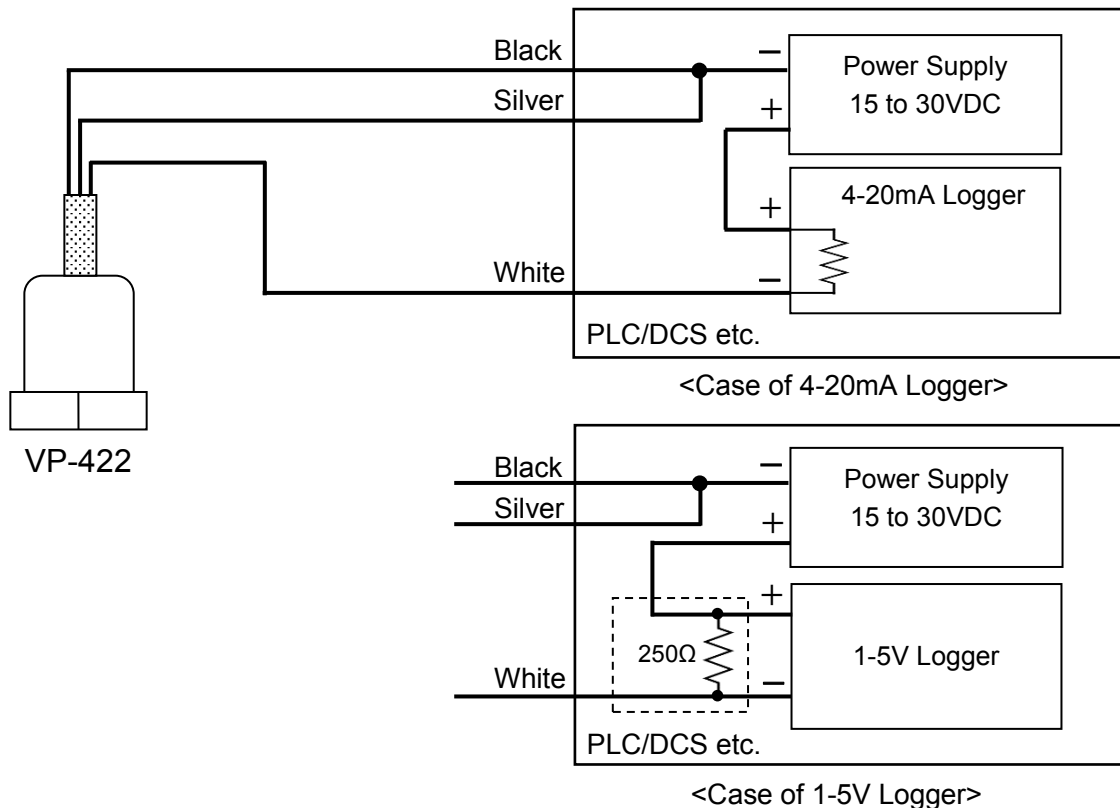 Black
−
Power Supply
15 to 30VDC
Silver
+
4-20mA Logger
+
White
−
PLC/DCS etc.
<Case of 4-20mA Logger>
VP-422
Black
−
Power Supply
15 to 30VDC
Silver
+
+
250Ω
1-5V Logger
White
−
PLC/DCS etc.
<Case of 1-5V Logger>